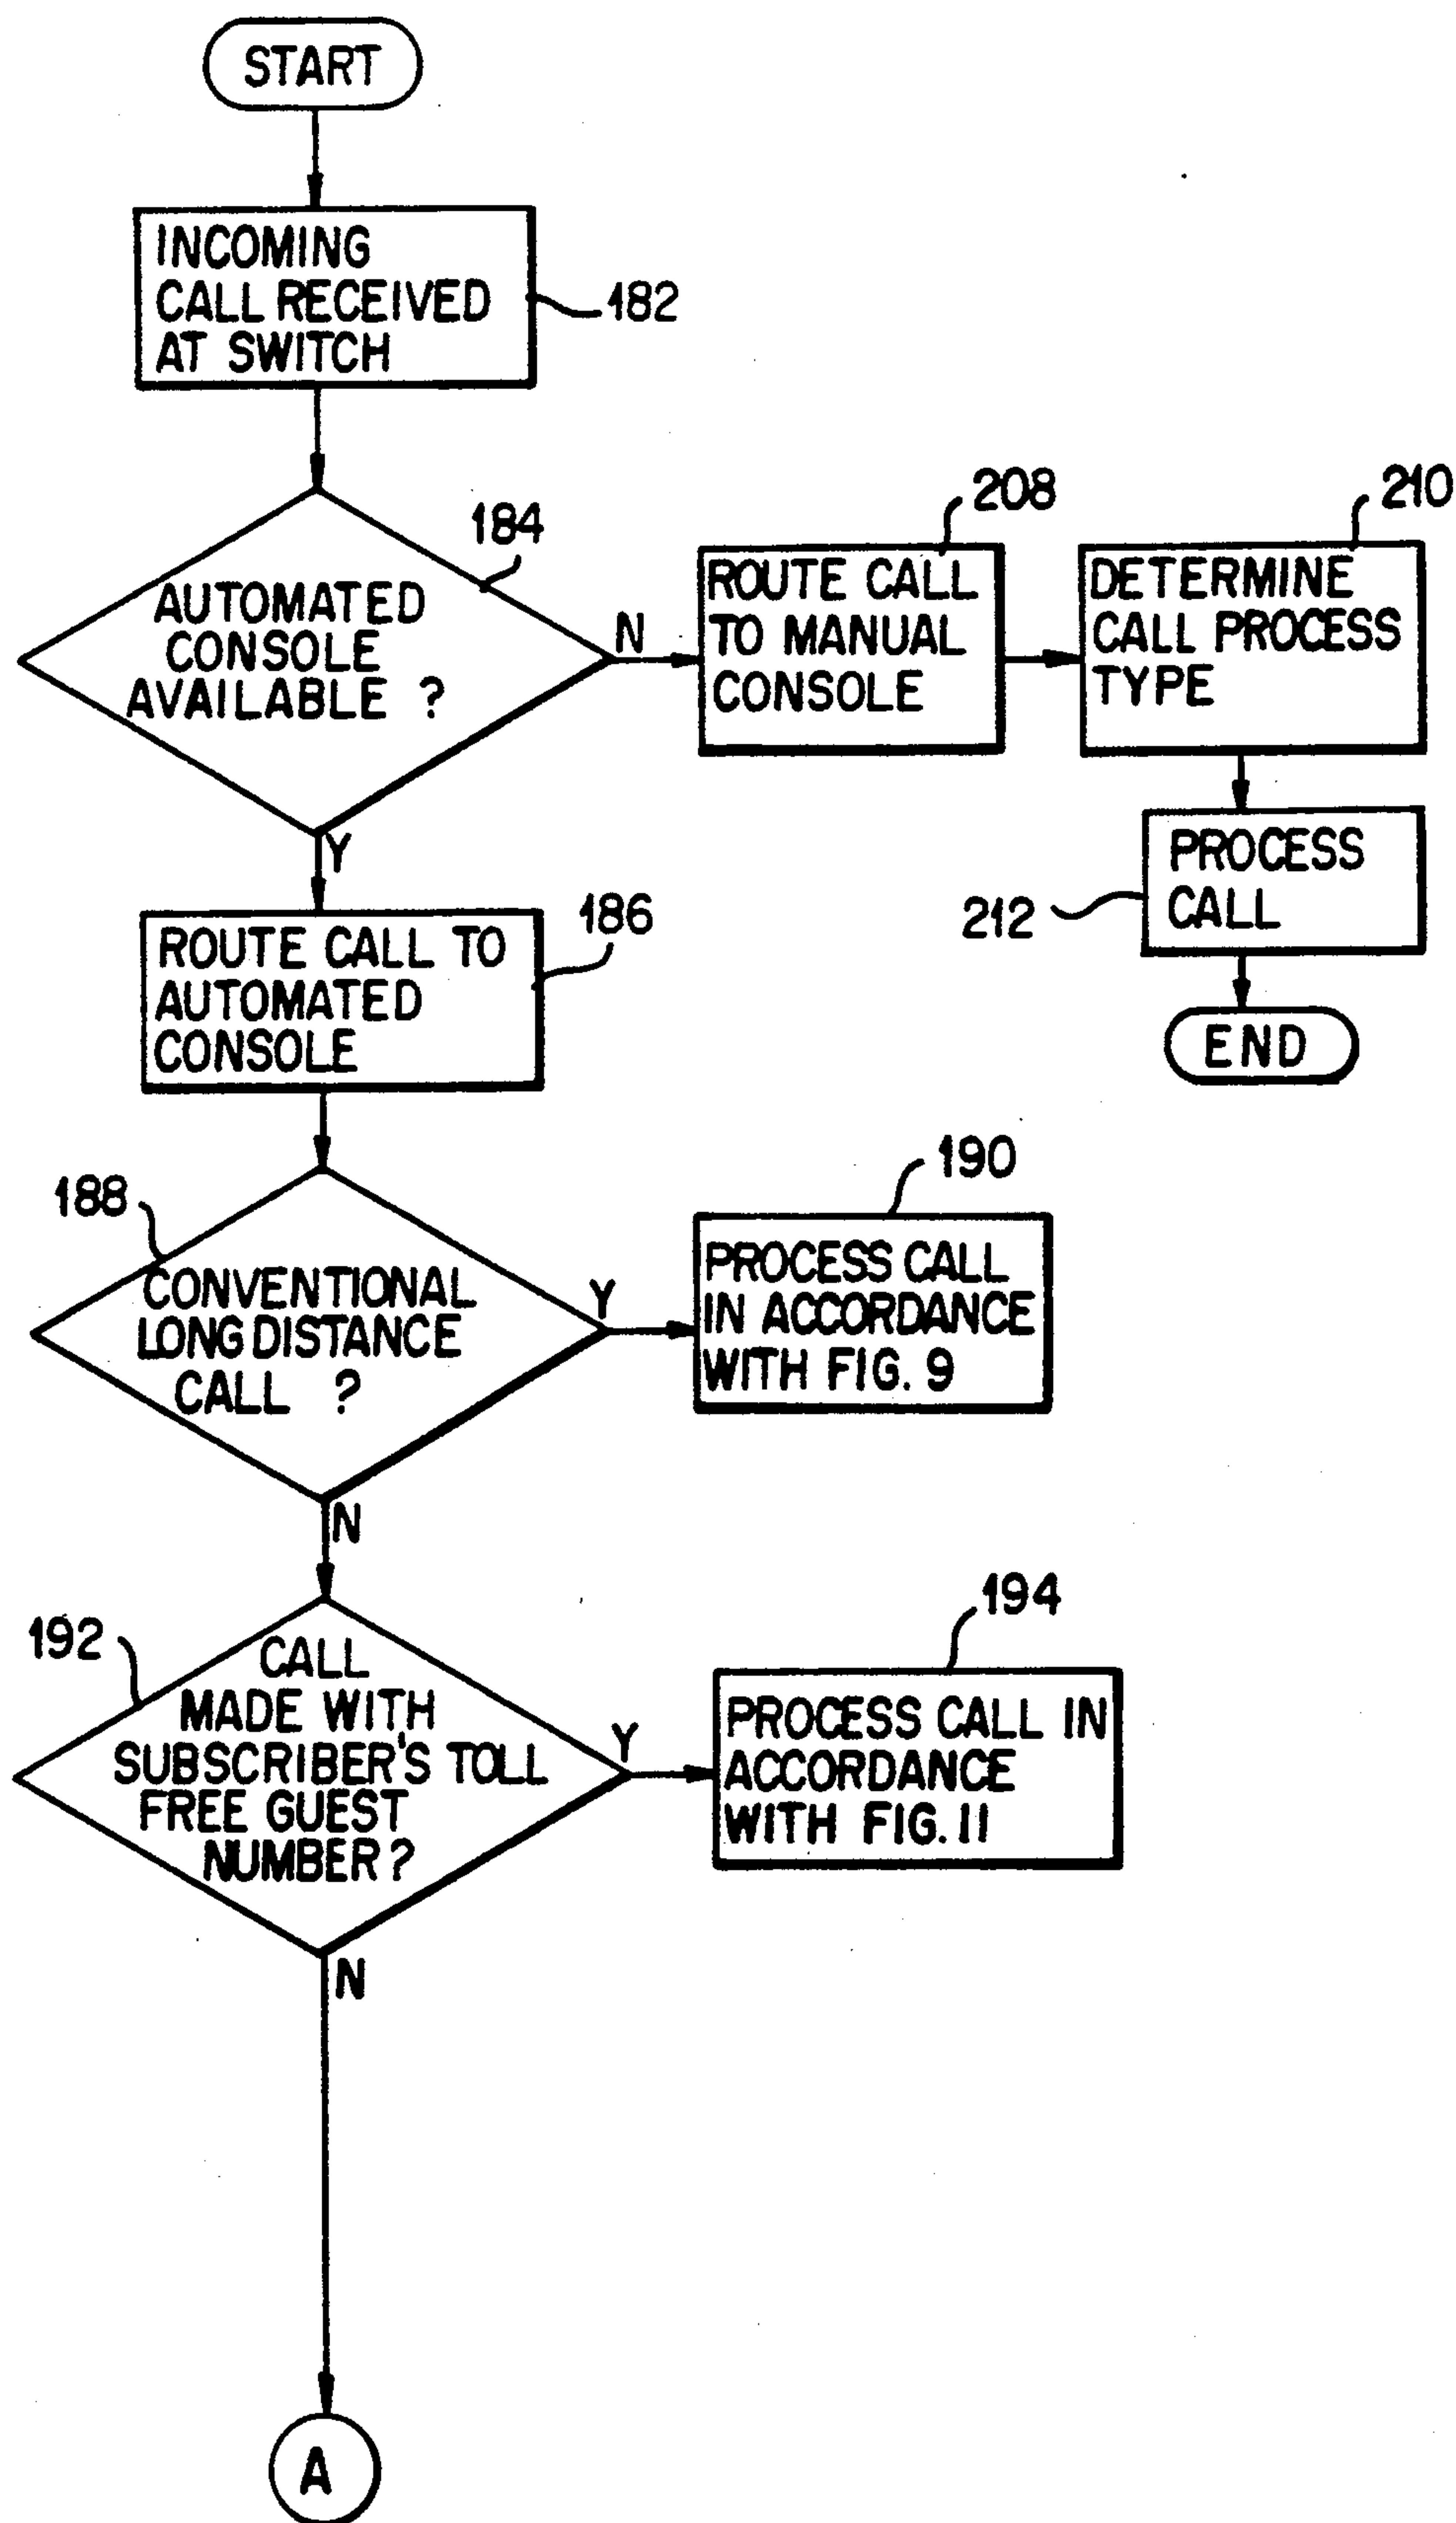 START
INCOMING
CALL RECEIVED
AT SWITCH
182
184
AUTOMATED
CONSOLE
AVAILABLE ?
N
208
ROUTE CALL
TO MANUAL
CONSOLE
210
DETERMINE
CALL PROCESS
TYPE
212
PROCESS
CALL
END
Y
186
ROUTE CALL TO
AUTOMATED
CONSOLE
188
CONVENTIONAL
LONG DISTANCE
CALL ?
Y
190
PROCESS CALL
IN ACCORDANCE
WITH FIG. 9
N
192
CALL
MADE WITH
SUBSCRIBER'S TOLL
FREE GUEST
NUMBER?
Y
194
PROCESS CALL IN
ACCORDANCE
WITH FIG. 11
N
A